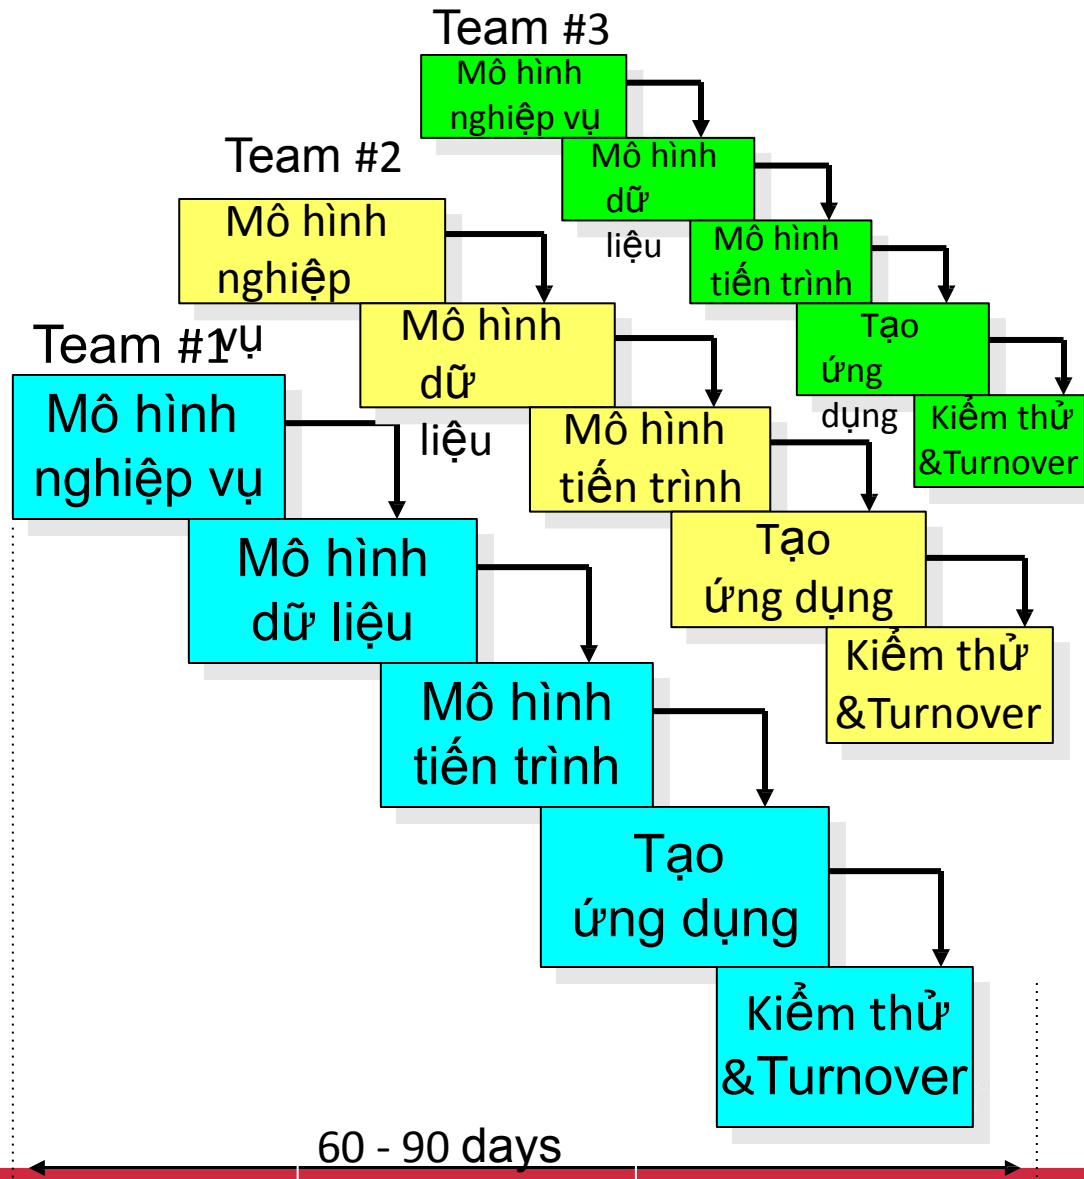 Team #3
Mô hình
nghiệp vụ
Mô hình
dữ
liệu
Mô hình
tiến trình
Tạo
ứng
dụng
Kiểm thử
&Turnover
Team #2
Mô hình
nghiệp
vụ
Mô hình
dữ
liệu
Mô hình
tiến trình
Tạo
ứng dụng
Kiểm thử
&Turnover
Team #1
Mô hình
nghiệp vụ
Mô hình
dữ liệu
Mô hình
tiến trình
Tạo
ứng dụng
Kiểm thử
&Turnover
60 - 90 days